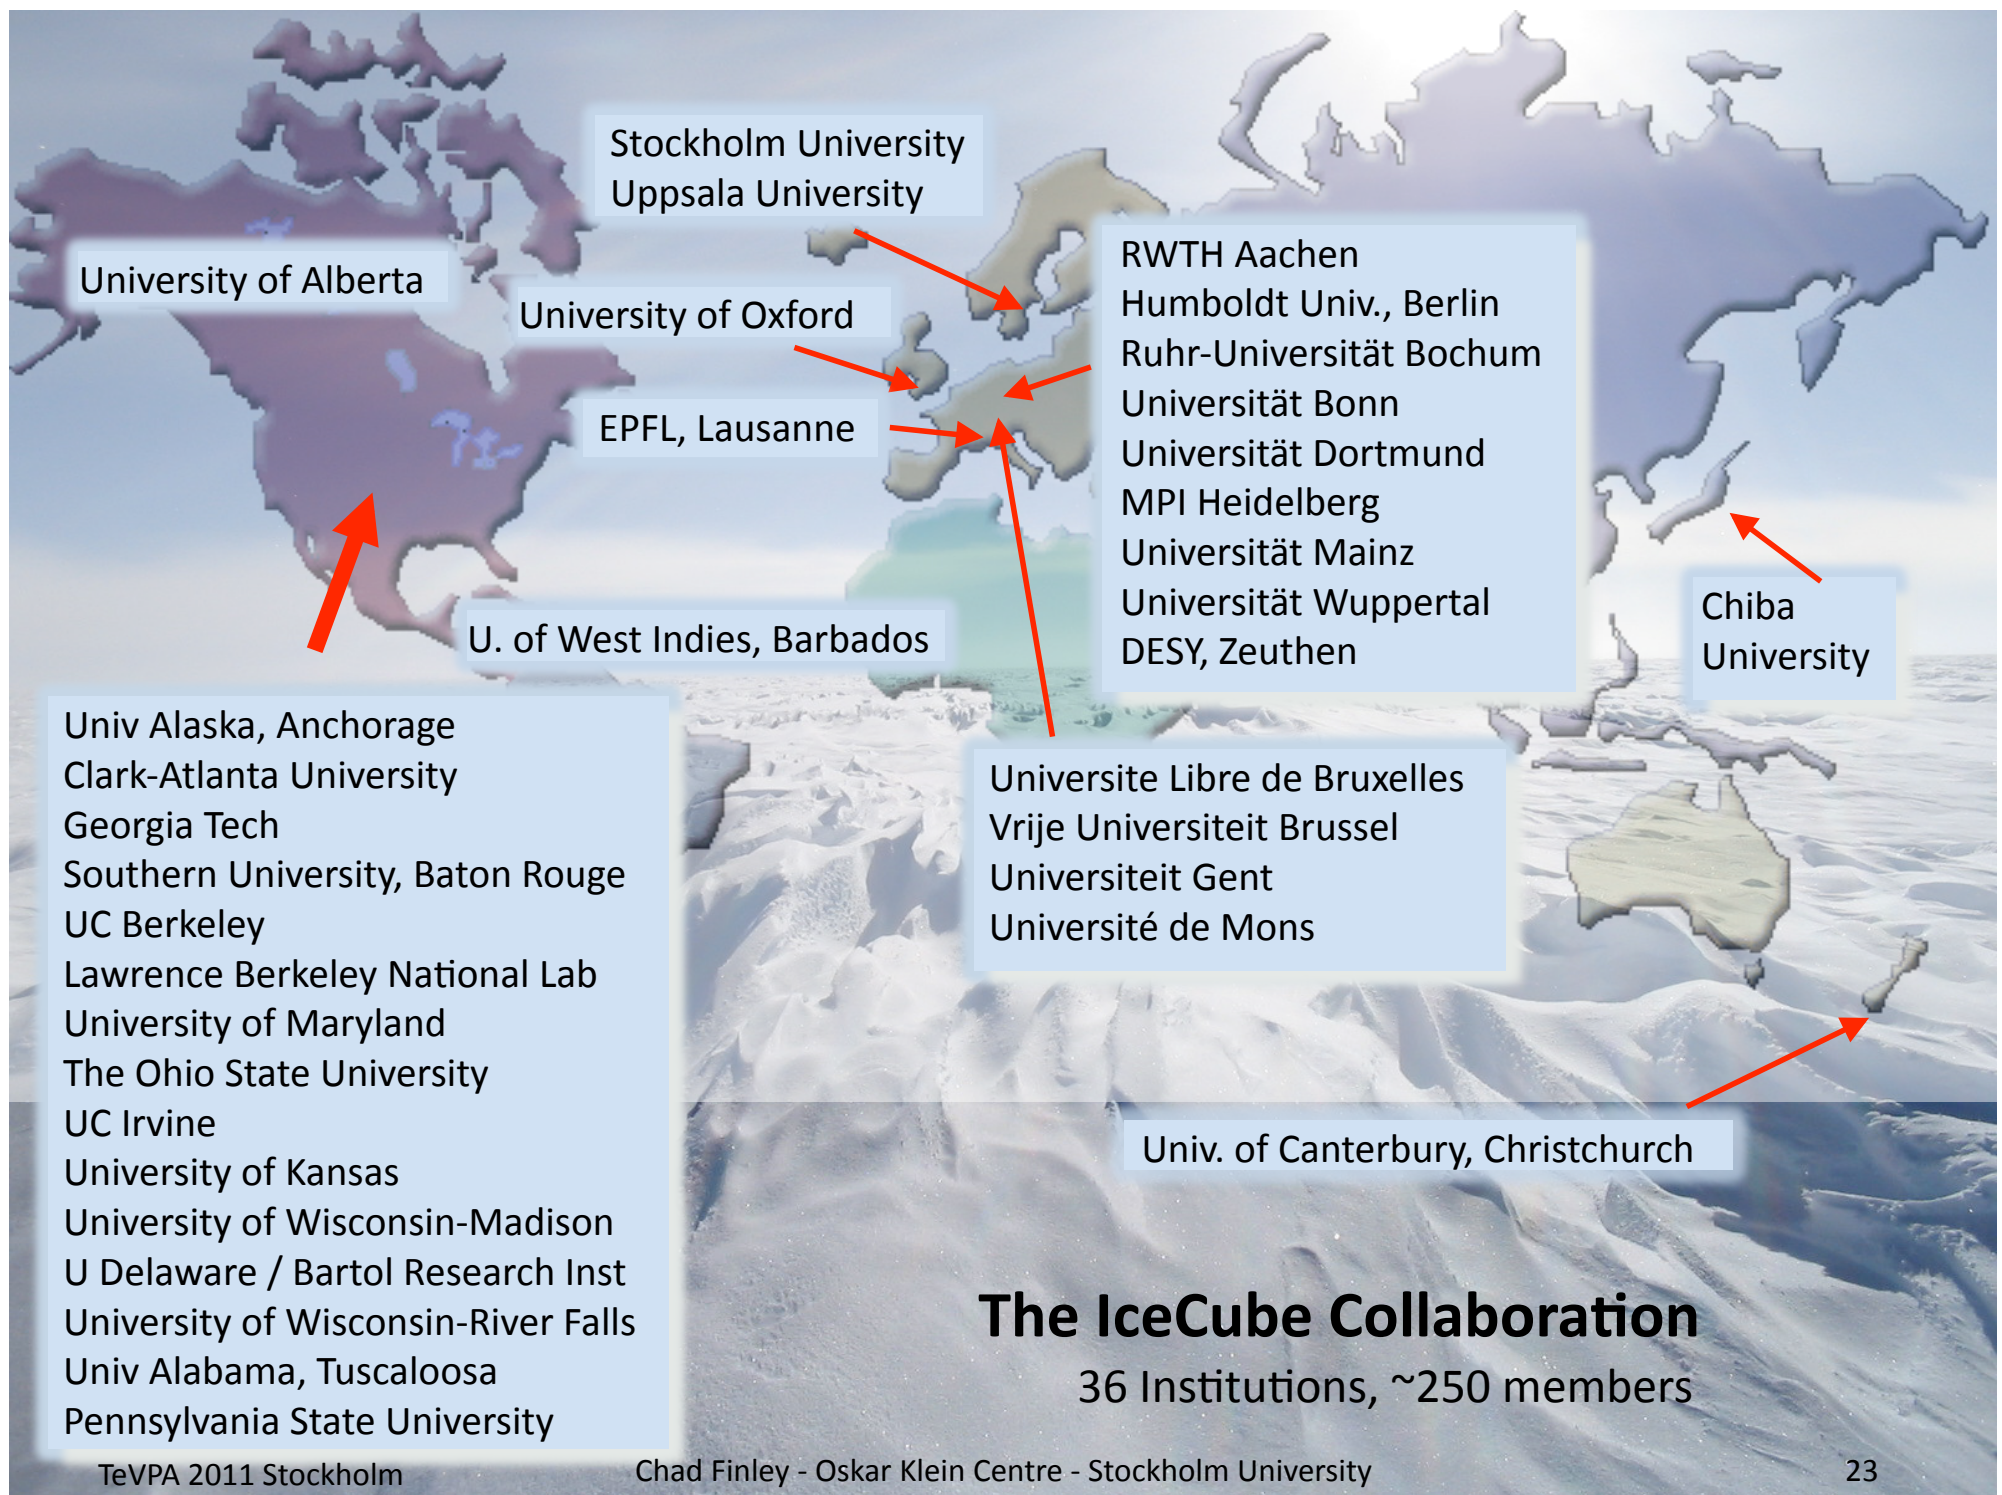 Stockholm University
Uppsala University
University of Alberta
University of Oxford
EPFL, Lausanne
RWTH Aachen
Humboldt Univ., Berlin
Ruhr-Universität Bochum
Universität Bonn
Universität Dortmund
MPI Heidelberg
Universität Mainz
Universität Wuppertal
DESY, Zeuthen
Chiba
University
U. of West Indies, Barbados
Univ Alaska, Anchorage
Clark-Atlanta University
Georgia Tech
Southern University, Baton Rouge
UC Berkeley
Lawrence Berkeley National Lab
University of Maryland
The Ohio State University
UC Irvine
University of Kansas
University of Wisconsin-Madison
U Delaware / Bartol Research Inst
University of Wisconsin-River Falls
Univ Alabama, Tuscaloosa
Pennsylvania State University
Universite Libre de Bruxelles
Vrije Universiteit Brussel
Universiteit Gent
Université de Mons
Univ. of Canterbury, Christchurch
The IceCube Collaboration
36 Institutions, ~250 members
TeVPA 2011 Stockholm
Chad Finley - Oskar Klein Centre - Stockholm University
23